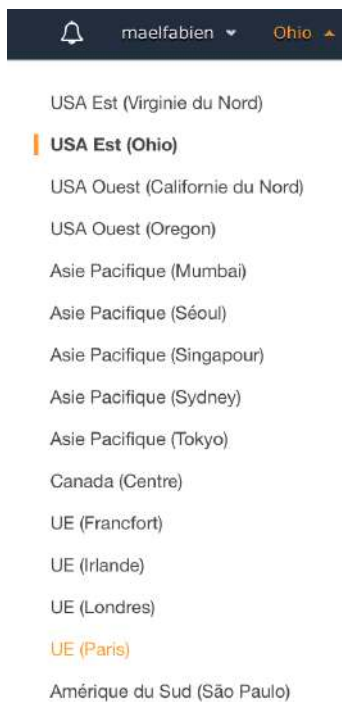 maelfabien Ohio
USA Est (Virginie du Nord)
USA Est (Ohio)
USA Ouest (Californie du Nord)
USA Ouest (Oregon)
Asie Pacifique (Mumbai)
Asie Pacifique (Séoul)
Asie Pacifique (Singapour)
Asie Pacifique (Sydney)
Asie Pacifique (Tokyo)
Canada (Centre)
UE (Francfort)
UE (Irlande)
UE (Londres)
UE (Paris)
Amérique du Sud (São Paulo)